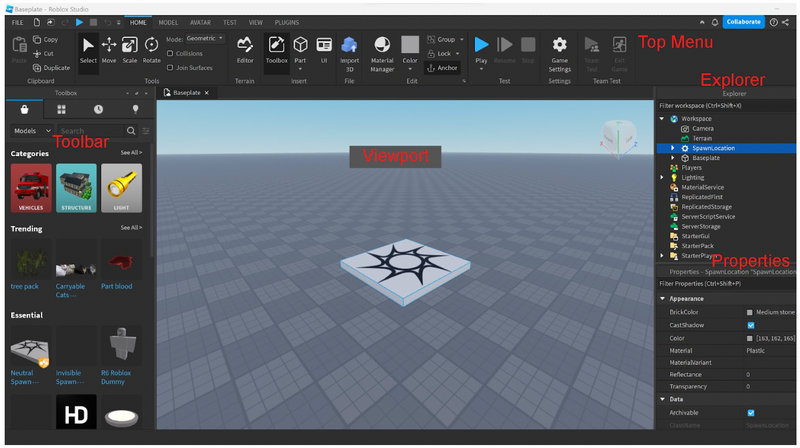 Baseplate - Roblox Studio
FILE HOME MODEL AVATAR TEST VIEW PLUGINS Collaborate
Paste Copy Cut Duplicate
Clipboard
Select Move Scale Rotate
Mode: Geometric
Collisions
Join Surfaces
Tools
Editor
Terrain
Toolbox Part UI
Insert
Import 3D
File
Material Manager Color
Group
Lock
Anchor
Edit
Play Resume Stop
Test
Game Settings
Settings
Team Test Exit Game
Team Test
Top Menu
Toolbox
Models Search
Toolbar
Categories See All >
VEHICLES STRUCTURE LIGHT
Trending See All >
tree pack
Carryable Cats···
Part blood
Essential
Neutral Spawn···
Invisible Spawn···
R6 Roblox Dummy
HD
Baseplate
Viewport
Explorer
Explorer
Filter workspace (Ctrl+Shift+X)
Workspace
Camera
Terrain
SpawnLocation
Baseplate
Players
Lighting
MaterialService
ReplicatedFirst
ReplicatedStorage
ServerScriptService
ServerStorage
StarterGui
StarterPack
StarterPlayer
Properties
Properties - SpawnLocation "SpawnLocation
Filter Properties (Ctrl+Shift+P)
Appearance
BrickColor Medium stone
CastShadow
Color [163, 162, 165]
Material Plastic
MaterialVariant
Reflectance 0
Transparency 0
Data
Archivable
ClassName SpawnLocation